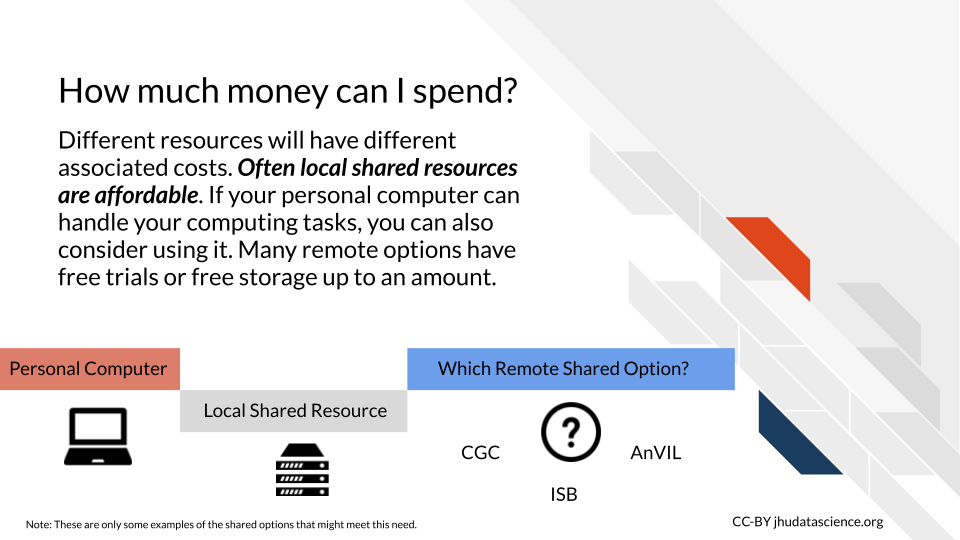 How much money can I spend?
Different resources will have different
associated costs. Often local shared resources
are affordable. If your personal computer can
handle your computing tasks, you can also
consider using it. Many remote options have
free trials or free storage up to an amount.
Personal Computer
Local Shared Resource
Which Remote Shared Option?
?
CGC
AnVIL
ISB
Note: These are only some examples of the shared options that might meet this need.
CC-BY jhudatascience.org